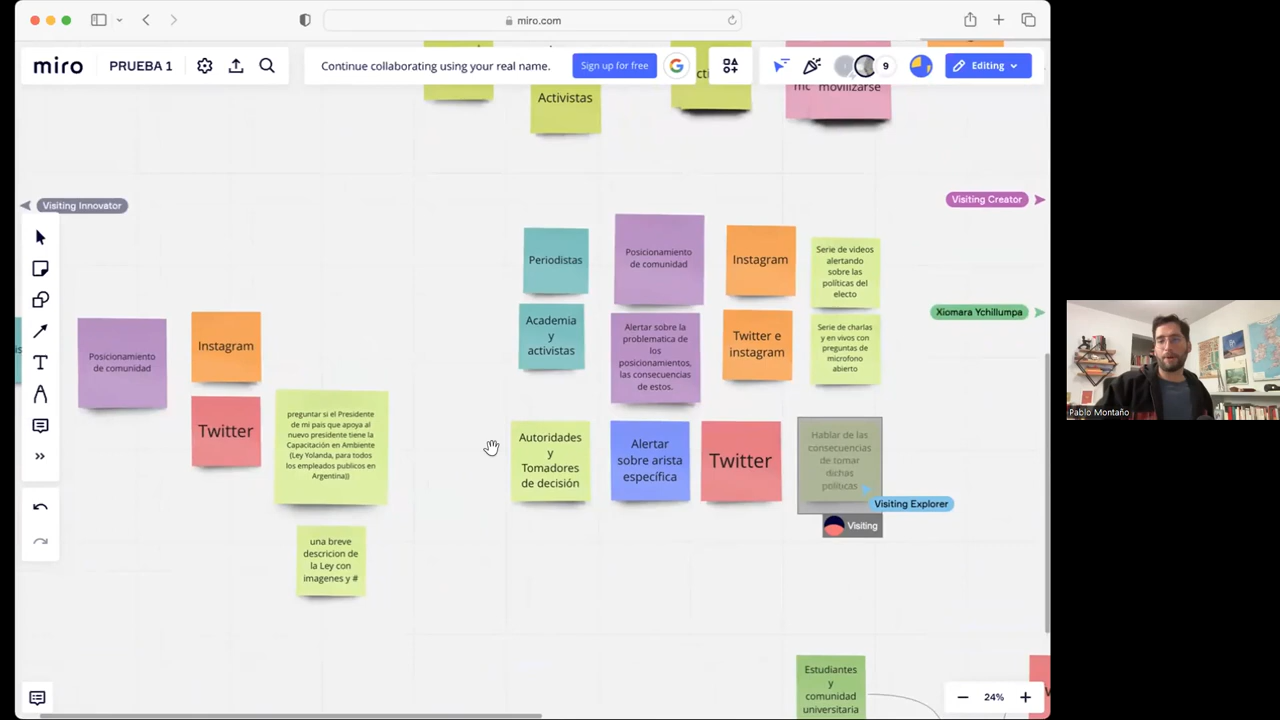 miro.com
miro
PRUEBA 1
Continue collaborating using your real name.
Sign up for free
9
Editing
Activistas
movilizarse
Visiting Innovator
Visiting Creator
Xiomara Ychillumpa
Periodistas
Posicionamiento
de comunidad
Instagram
Serie de videos
alertando
sobre las
políticas del
electo
Academia
y
activistas
Alertar sobre la
problematica de
los
posicionamientos,
las consecuencias
de estos.
Twitter e
instagram
Serie de charlas
y en vivos con
preguntas de
microfono
abierto
Posicionamiento
de comunidad
Instagram
Twitter
preguntar si el Presidente
de mi pais que apoya al
nuevo presidente tiene la
Capacitación en Ambiente
(Ley Yolanda, para todos
los empleados publicos en
Argentina))
una breve
descricion de
la Ley con
imagenes y #
Autoridades
y
Tomadores
de decisión
Alertar
sobre arista
específica
Twitter
Hablar de las
consecuencias
de tomar
dichas
políticas
Visiting Explorer
Visiting
Estudiantes
y
comunidad
universitaria
24%
Pablo Montaño